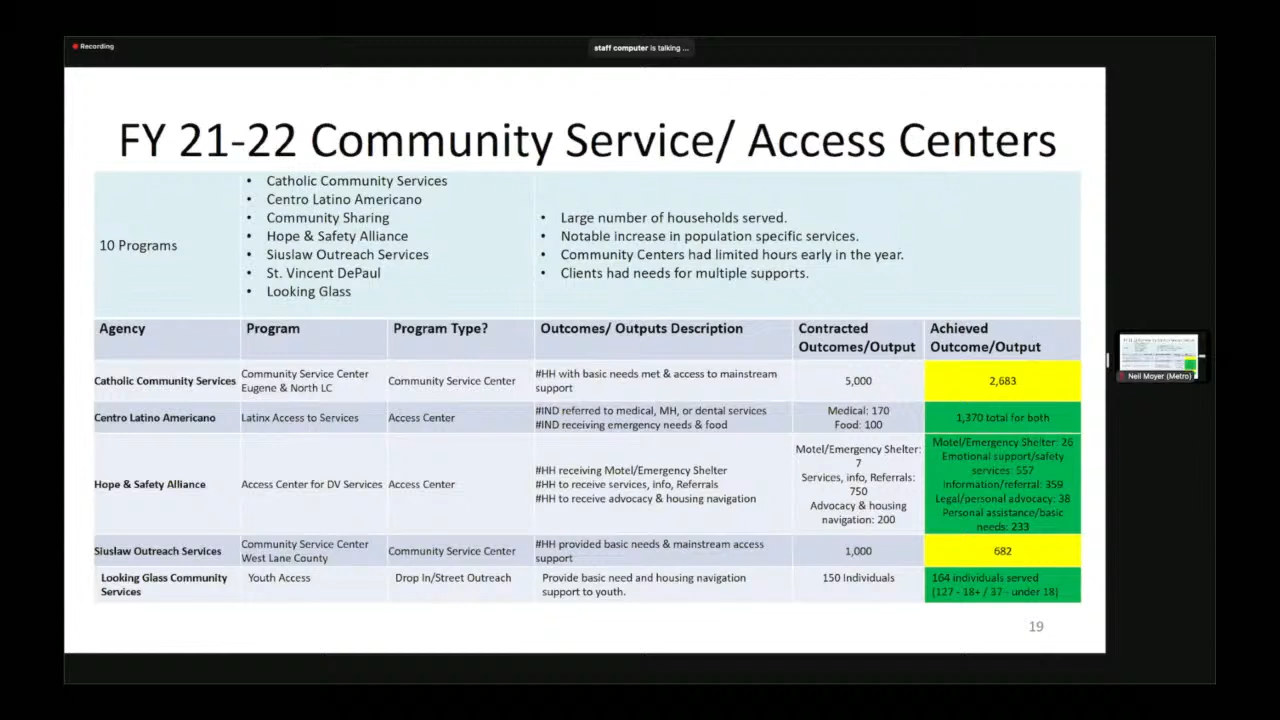 Recording
staff computer is talking ...
FY 21-22 Community Service/ Access Centers
10 Programs
• Catholic Community Services
• Centro Latino Americano
• Community Sharing
• Hope & Safety Alliance
• Siuslaw Outreach Services
• St. Vincent DePaul
• Looking Glass
• Large number of households served.
• Notable increase in population specific services.
• Community Centers had limited hours early in the year.
• Clients had needs for multiple supports.
Agency
Program
Program Type?
Outcomes/ Outputs Description
Contracted
Outcomes/Output
Achieved
Outcome/Output
Catholic Community Services
Community Service Center
Eugene & North LC
Community Service Center
#HH with basic needs met & access to mainstream
support
5,000
2,683
Centro Latino Americano
Latinx Access to Services
Access Center
#IND referred to medical, MH, or dental services
#IND receiving emergency needs & food
Medical: 170
Food: 100
1,370 total for both
Hope & Safety Alliance
Access Center for DV Services
Access Center
#HH receiving Motel/Emergency Shelter
#HH to receive services, info, Referrals
#HH to receive advocacy & housing navigation
Motel/Emergency Shelter:
7
Services, info, Referrals:
750
Advocacy & housing
navigation: 200
Motel/Emergency Shelter: 26
Emotional support/safety
services: 557
Information/referral: 359
Legal/personal advocacy: 38
Personal assistance/basic
needs: 233
Siuslaw Outreach Services
Community Service Center
West Lane County
Community Service Center
#HH provided basic needs & mainstream access
support
1,000
682
Looking Glass Community
Services
Youth Access
Drop In/Street Outreach
Provide basic need and housing navigation
support to youth.
150 Individuals
164 individuals served
(127 - 18+ / 37 - under 18)
19
Neil Moyer (Metro)